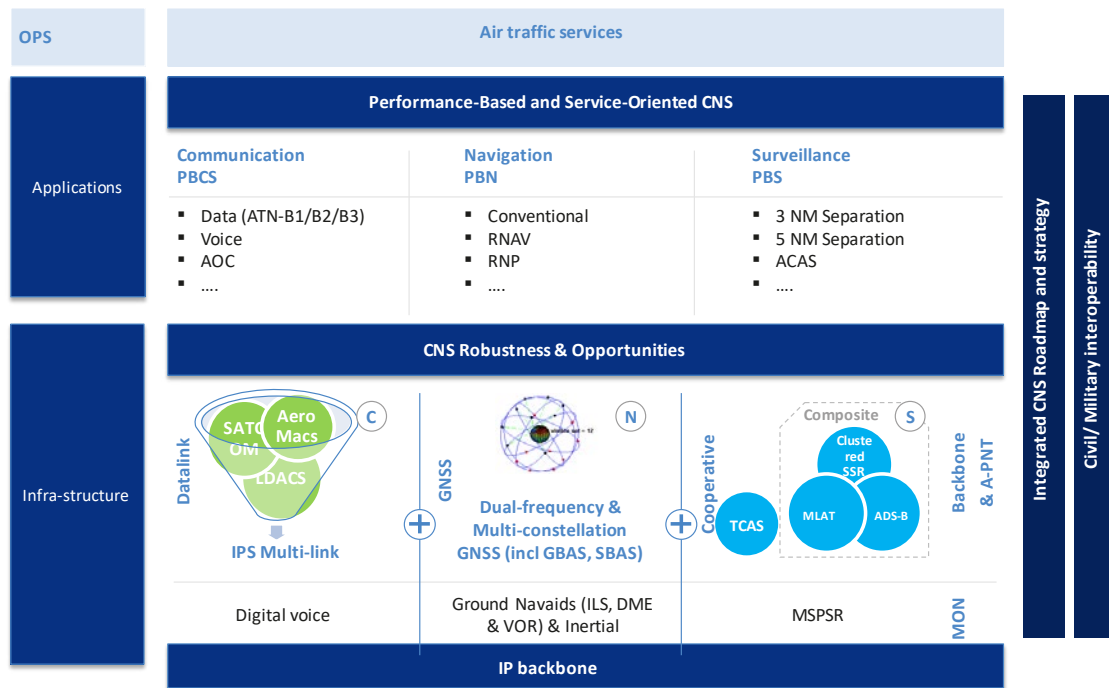 OPS
Air traffic services
Applications
Performance-Based and Service-Oriented CNS
Communication
PBCS
Navigation
PBN
Surveillance
PBS
▪ Data (ATN-B1/B2/B3)
▪ Voice
▪ AOC
▪ ....
▪ Conventional
▪ RNAV
▪ RNP
▪ ....
▪ 3 NM Separation
▪ 5 NM Separation
▪ ACAS
▪ ....
Infra-structure
CNS Robustness & Opportunities
Datalink
SATC
OM
Aero
Macs
LDACS
C
IPS Multi-link
GNSS
N
Dual-frequency &
Multi-constellation
GNSS (incl GBAS, SBAS)
Cooperative
Composite
S
Cluste
red
SSR
TCAS
MLAT
ADS-B
Backbone
& A-PNT
Digital voice
Ground Navaids (ILS, DME
& VOR) & Inertial
MSPSR
MON
IP backbone
Integrated CNS Roadmap and strategy
Civil/ Military interoperability